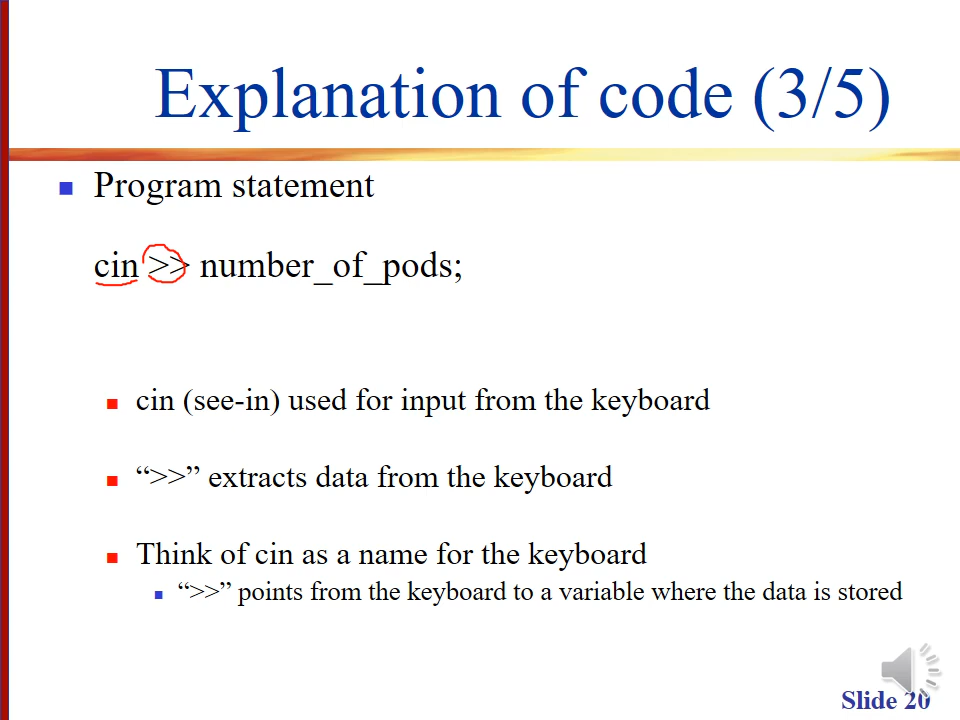 Explanation of code (3/5)
Program statement
cin >> number_of_pods;
cin (see-in) used for input from the keyboard
“>>” extracts data from the keyboard
Think of cin as a name for the keyboard
“>>” points from the keyboard to a variable where the data is stored
Slide 20